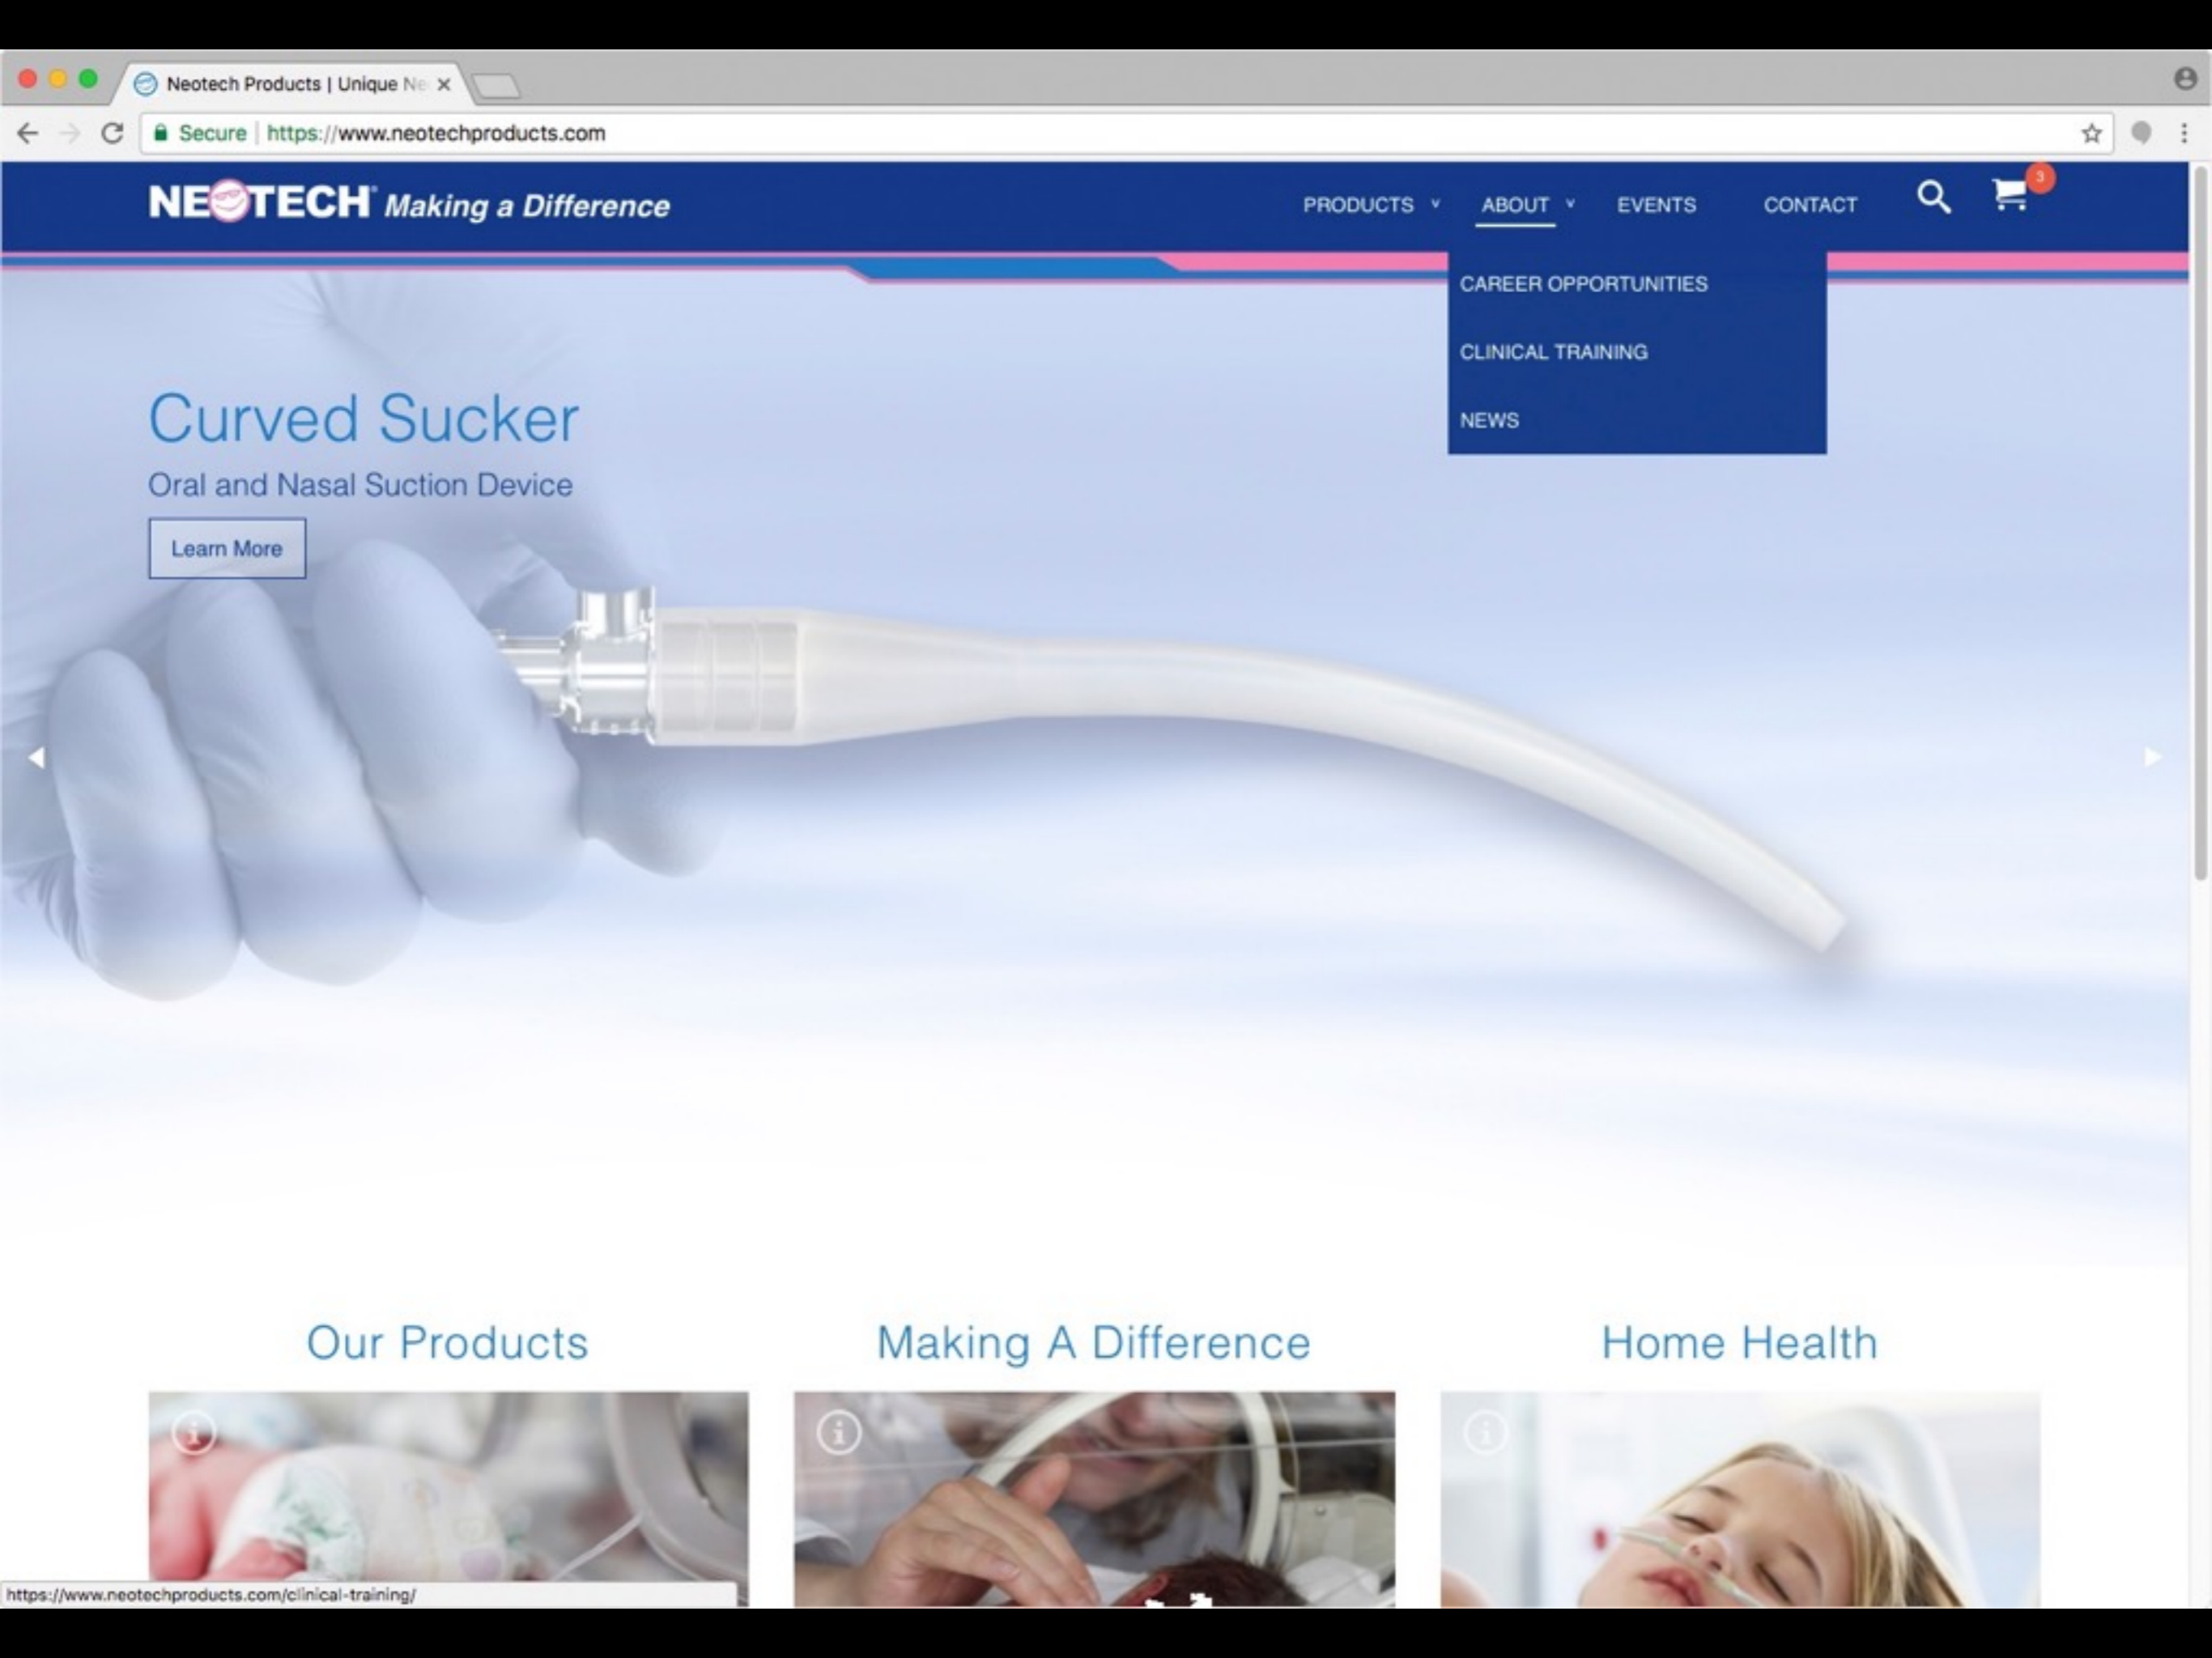 Neotech Products | Unique Ne
Secure https://www.neotechproducts.com
NEOTECH® Making a Difference
PRODUCTS ABOUT EVENTS CONTACT
3
CAREER OPPORTUNITIES
CLINICAL TRAINING
NEWS
Curved Sucker
Oral and Nasal Suction Device
Learn More
Our Products Making A Difference Home Health
https://www.neotechproducts.com/clinical-training/